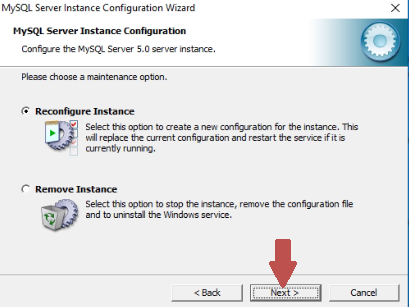 MySQL Server Instance Configuration Wizard
MySQL Server Instance Configuration
Configure the MySQL Server 5.0 server instance.
Please choose a maintenance option.
Reconfigure Instance
Select this option to create a new configuration for the instance. This
will replace the current configuration and restart the service if it is
currently running.
Remove Instance
Select this option to stop the instance, remove the configuration file
and to uninstall the Windows service.
< Back
Next >
Cancel